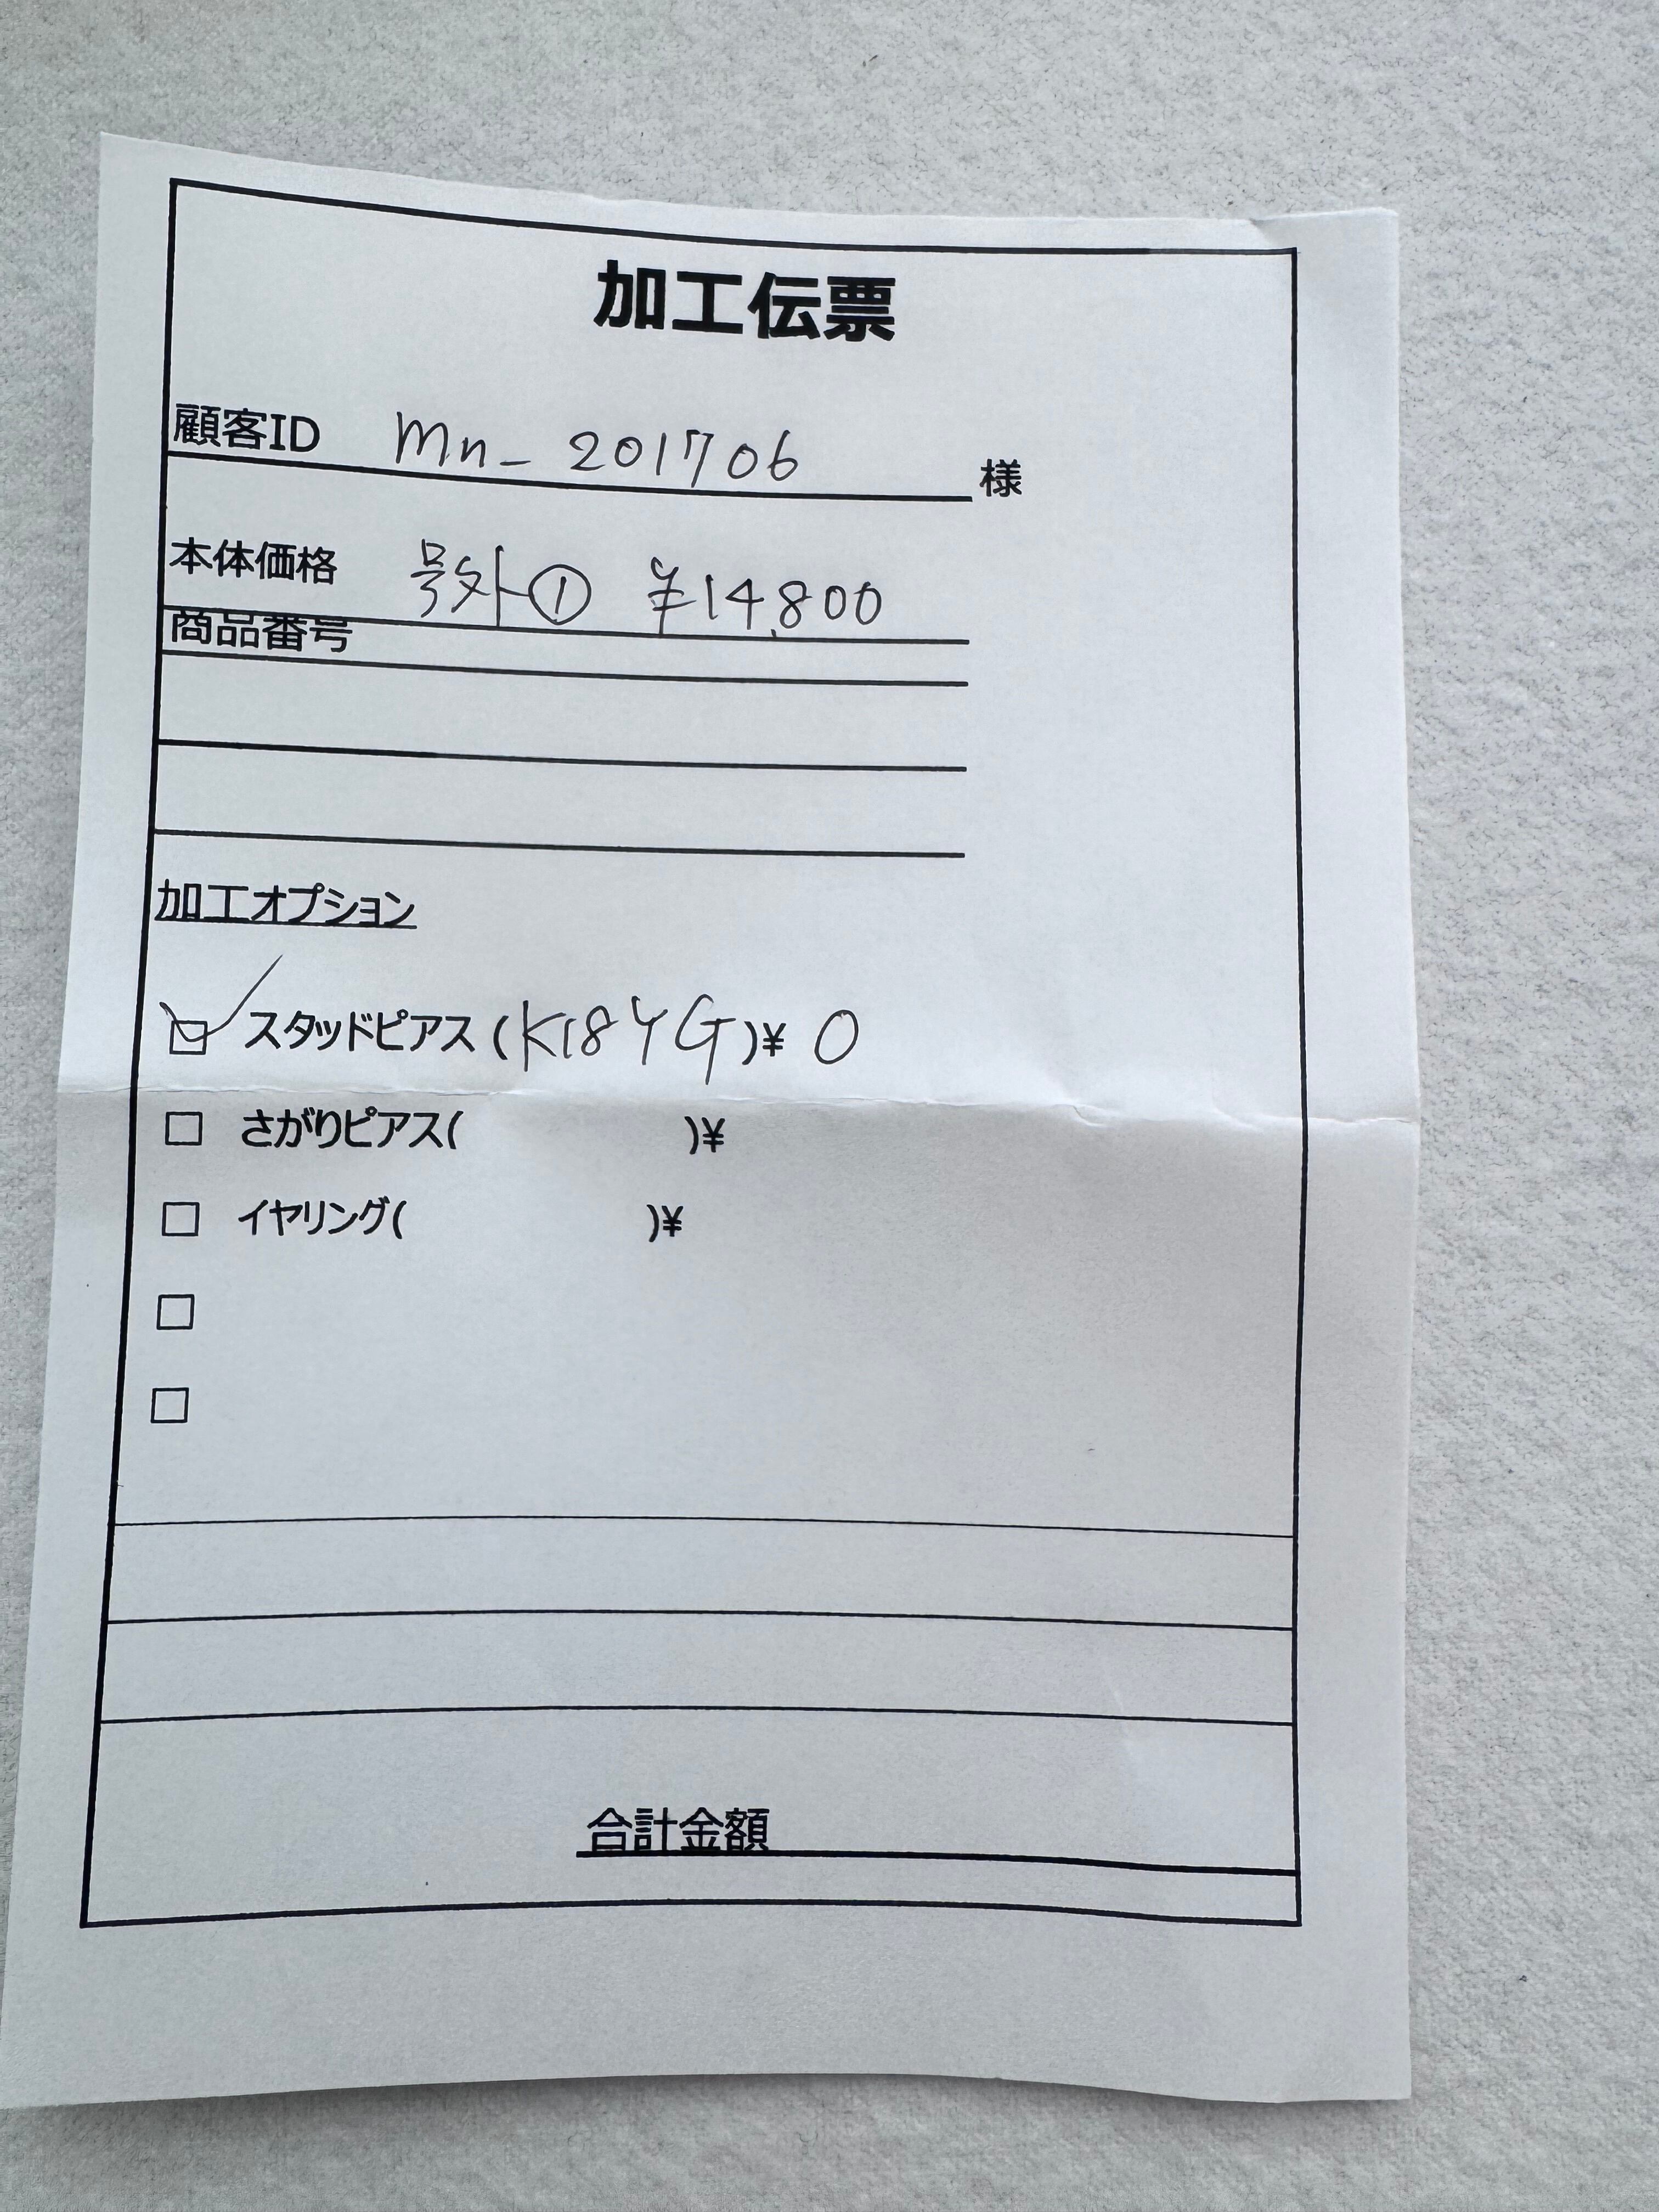 加工伝票
顧客ID mn_201706 様
本体価格 号外① ¥14,800
商品番号
加工オプション
☑ スタッドピアス(K18YG)¥ 0
☐ さがりピアス( )¥
☐ イヤリング( )¥
☐
☐
合計金額